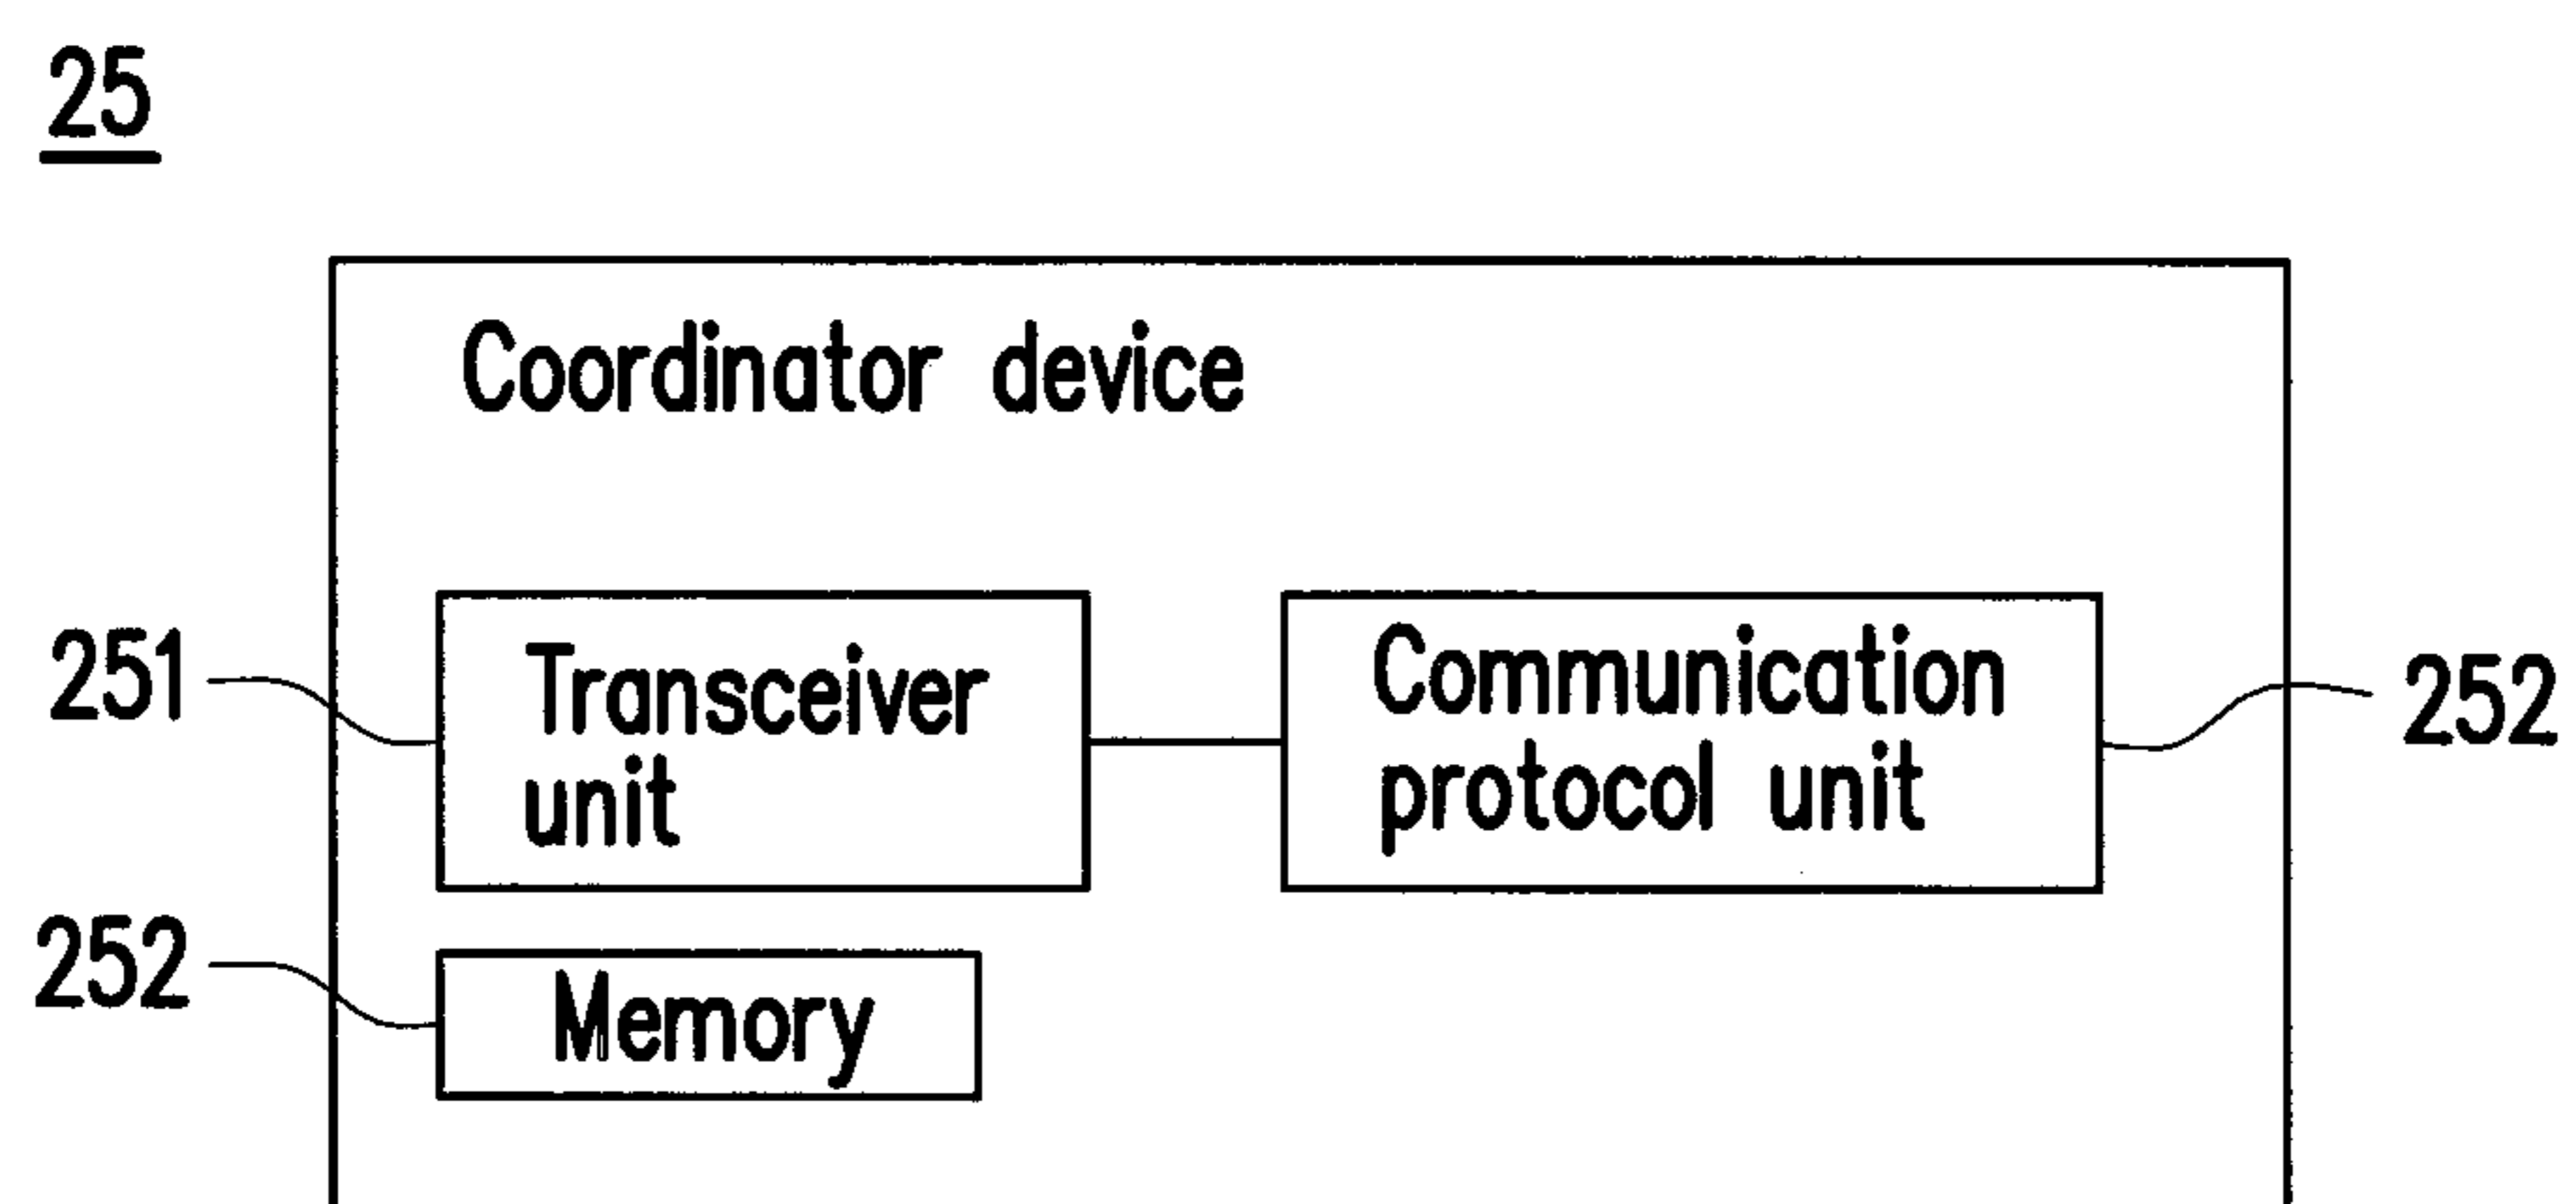 25
Coordinator device
251
Transceiver
unit
Communication
protocol unit
252
252
Memory